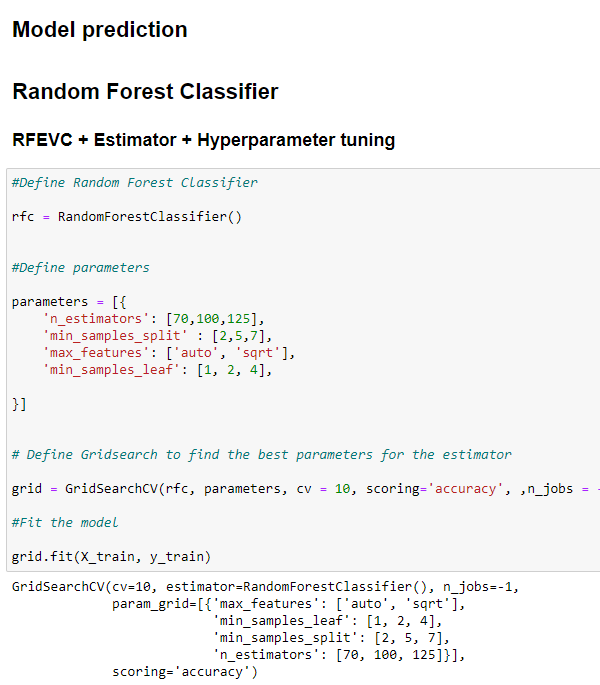 Model prediction
Random Forest Classifier
RFEVC + Estimator + Hyperparameter tuning
#Define Random Forest Classifier
rfc = RandomForestClassifier()
#Define parameters
parameters = [{
    'n_estimators': [70,100,125],
    'min_samples_split' : [2,5,7],
    'max_features': ['auto', 'sqrt'],
    'min_samples_leaf': [1, 2, 4],
}]
# Define Gridsearch to find the best parameters for the estimator
grid = GridSearchCV(rfc, parameters, cv = 10, scoring='accuracy', ,n_jobs = -
#Fit the model
grid.fit(X_train, y_train)
GridSearchCV(cv=10, estimator=RandomForestClassifier(), n_jobs=-1,
             param_grid=[{'max_features': ['auto', 'sqrt'],
                          'min_samples_leaf': [1, 2, 4],
                          'min_samples_split': [2, 5, 7],
                          'n_estimators': [70, 100, 125]}],
             scoring='accuracy')